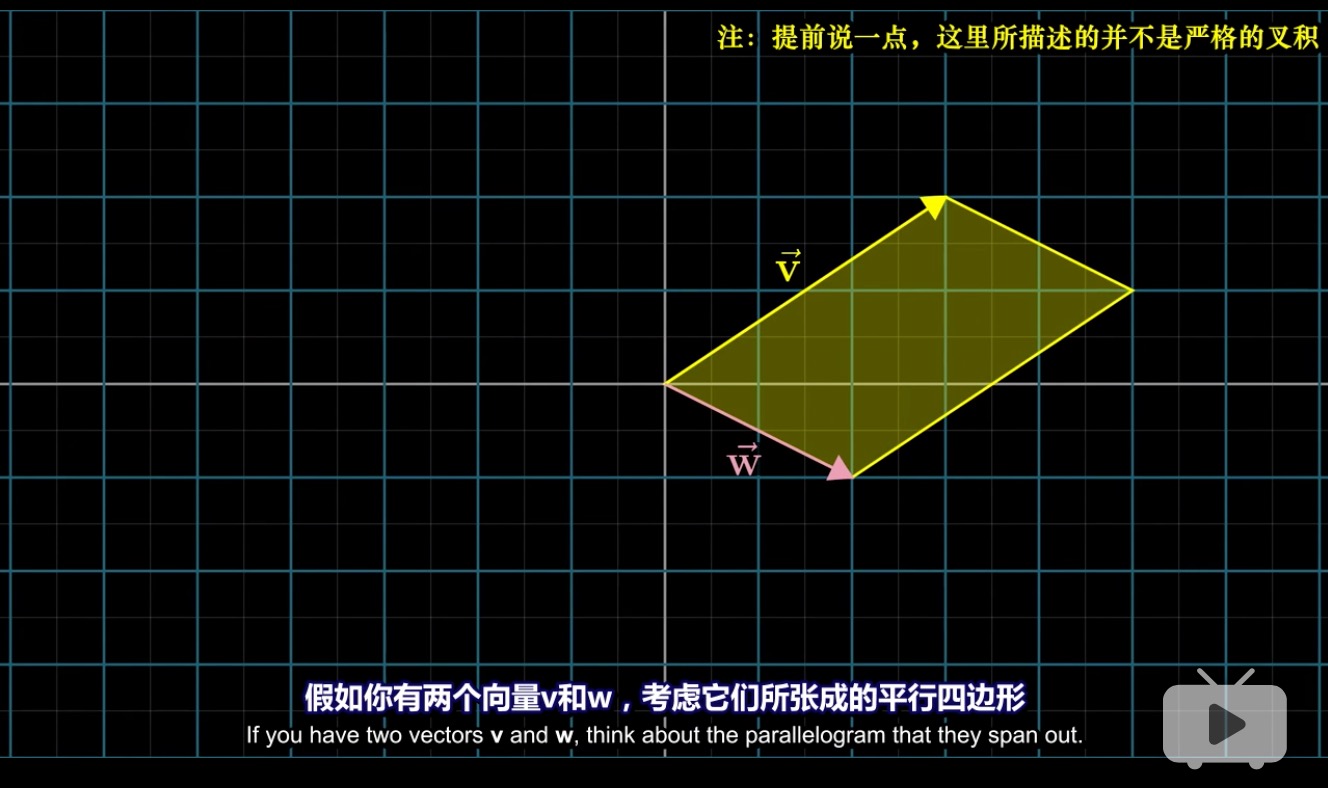 注：提前说一点，这里所描述的并不是严格的叉积
v⃗
w⃗
假如你有两个向量v和w，考虑它们所张成的平行四边形
If you have two vectors v and w, think about the parallelogram that they span out.